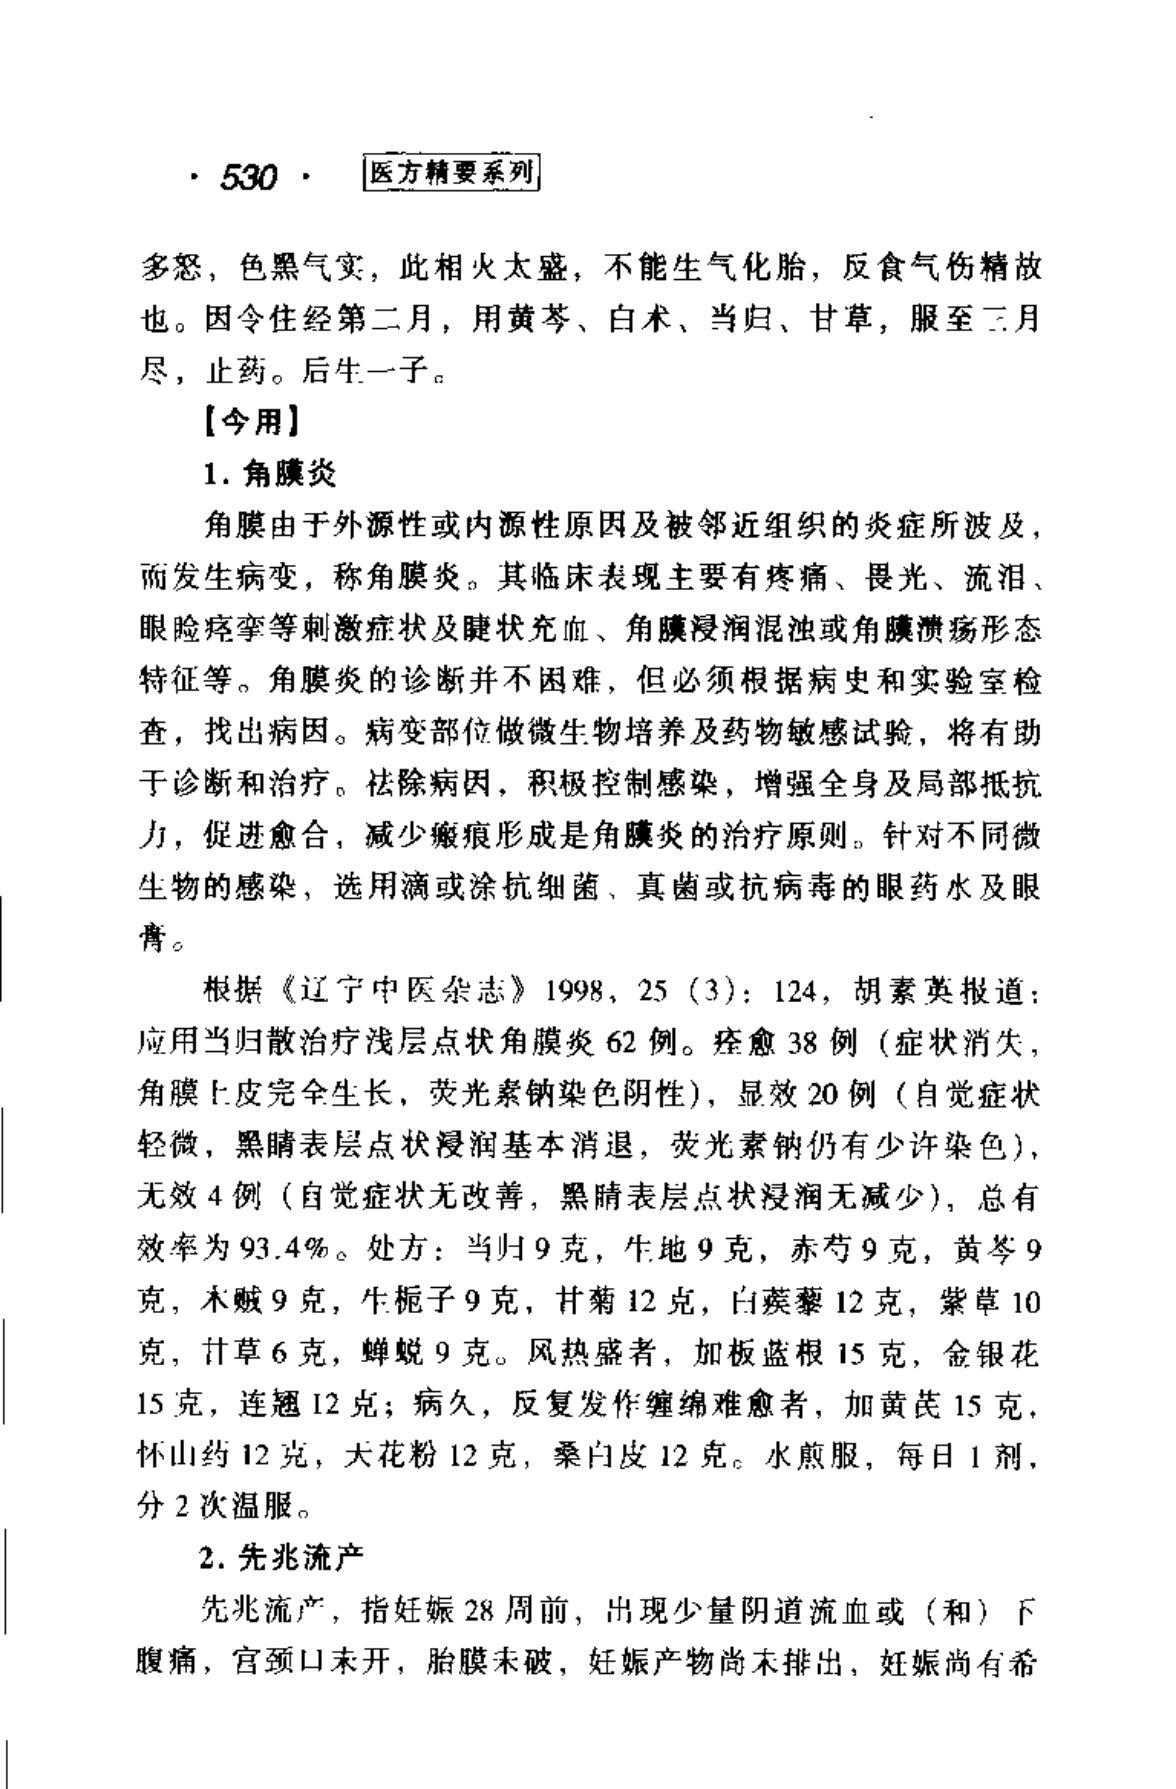 · 530 · 医方精要系列
多怒，色黑气实，此相火太盛，不能生气化胎，反食气伤精故
也。因令住经第二月，用黄芩、白术、当归、甘草，服至三月
尽，止药。后生一子。
【今用】
1. 角膜炎
角膜由于外源性或内源性原因及被邻近组织的炎症所波及，
而发生病变，称角膜炎。其临床表现主要有疼痛、畏光、流泪、
眼睑痉挛等刺激症状及睫状充血、角膜浸润混浊或角膜溃疡形态
特征等。角膜炎的诊断并不困难，但必须根据病史和实验室检
查，找出病因。病变部位做微生物培养及药物敏感试验，将有助
于诊断和治疗。祛除病因，积极控制感染，增强全身及局部抵抗
力，促进愈合，减少瘢痕形成是角膜炎的治疗原则。针对不同微
生物的感染，选用滴或涂抗细菌、真菌或抗病毒的眼药水及眼
膏。
根据《辽宁中医杂志》1998，25（3）：124，胡素英报道：
应用当归散治疗浅层点状角膜炎 62 例。痊愈 38 例（症状消失，
角膜上皮完全生长，荧光素钠染色阴性），显效 20 例（自觉症状
轻微，黑睛表层点状浸润基本消退，荧光素钠仍有少许染色），
无效 4 例（自觉症状无改善，黑睛表层点状浸润无减少），总有
效率为 93.4%。处方：当归 9 克，生地 9 克，赤芍 9 克，黄芩 9
克，木贼 9 克，生栀子 9 克，甘菊 12 克，白蒺藜 12 克，紫草 10
克，甘草 6 克，蝉蜕 9 克。风热盛者，加板蓝根 15 克，金银花
15 克，连翘 12 克；病久，反复发作缠绵难愈者，加黄芪 15 克，
怀山药 12 克，天花粉 12 克，桑白皮 12 克。水煎服，每日 1 剂，
分 2 次温服。
2. 先兆流产
先兆流产，指妊娠 28 周前，出现少量阴道流血或（和）下
腹痛，宫颈口未开，胎膜未破，妊娠产物尚未排出，妊娠尚有希